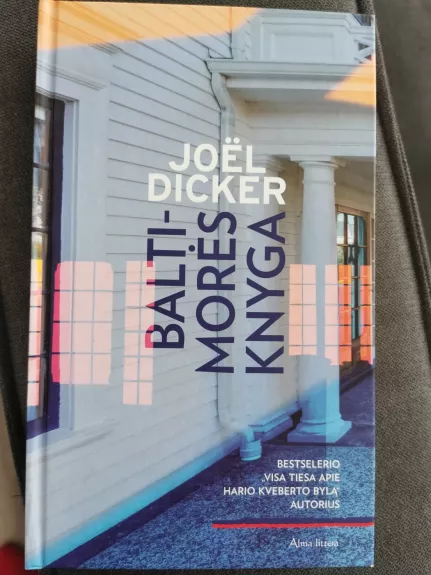 JOËL
DICKER
BALTI-
MORĖS
KNYGA
BESTSELERIO
„VISA TIESA APIE
HARIO KVEBERTO BYLĄ“
AUTORIUS
Alma littera